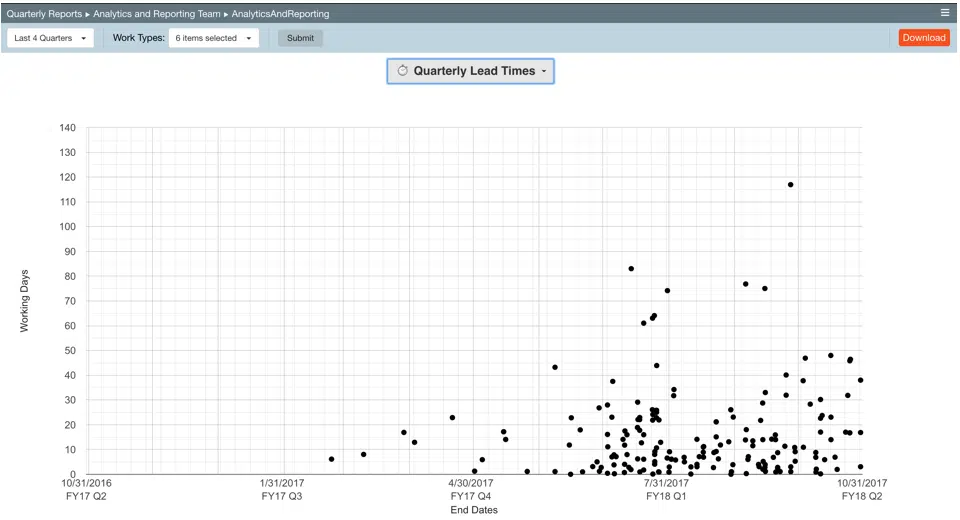 Quarterly Reports ▸ Analytics and Reporting Team ▸ AnalyticsAndReporting
Last 4 Quarters Work Types: 6 items selected Submit Download
Quarterly Lead Times
140
130
120
110
100
90
80
70
60
50
40
30
20
10
0
Working Days
10/31/2016 1/31/2017 4/30/2017 7/31/2017 10/31/2017
FY17 Q2 FY17 Q3 FY17 Q4 FY18 Q1 FY18 Q2
End Dates